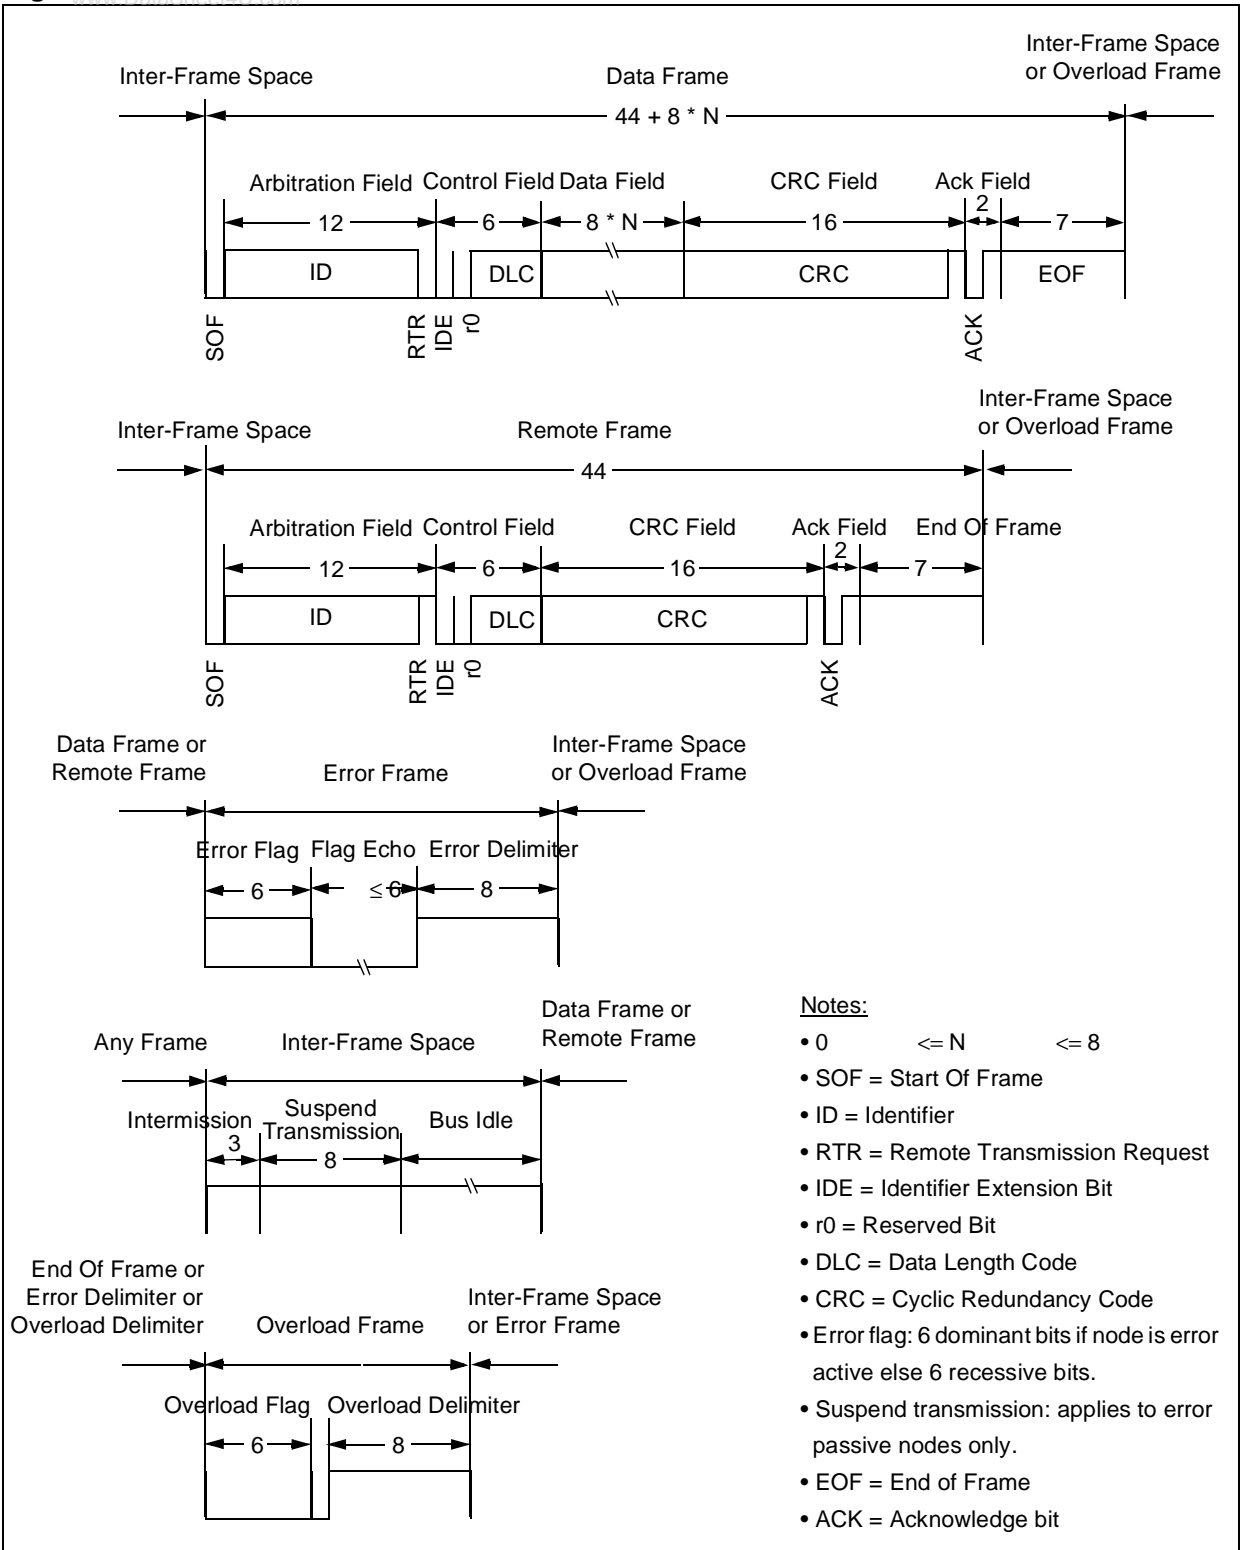 Inter-Frame Space
Data Frame
Inter-Frame Space
or Overload Frame
44 + 8 * N
Arbitration Field
Control Field
Data Field
CRC Field
Ack Field
12
6
8 * N
16
2
7
ID
DLC
CRC
EOF
SOF
RTR
IDE
r0
ACK
Inter-Frame Space
Remote Frame
Inter-Frame Space
or Overload Frame
44
Arbitration Field
Control Field
CRC Field
Ack Field
End Of Frame
12
6
16
2
7
ID
DLC
CRC
SOF
RTR
IDE
r0
ACK
Data Frame or
Remote Frame
Error Frame
Inter-Frame Space
or Overload Frame
Error Flag
Flag Echo
Error Delimiter
6
≤ 6
8
Any Frame
Inter-Frame Space
Data Frame or
Remote Frame
Intermission
Suspend
Transmission
Bus Idle
3
8
End Of Frame or
Error Delimiter or
Overload Delimiter
Overload Frame
Inter-Frame Space
or Error Frame
Overload Flag
Overload Delimiter
6
8
Notes:
• 0 <= N <= 8
• SOF = Start Of Frame
• ID = Identifier
• RTR = Remote Transmission Request
• IDE = Identifier Extension Bit
• r0 = Reserved Bit
• DLC = Data Length Code
• CRC = Cyclic Redundancy Code
• Error flag: 6 dominant bits if node is error
active else 6 recessive bits.
• Suspend transmission: applies to error
passive nodes only.
• EOF = End of Frame
• ACK = Acknowledge bit